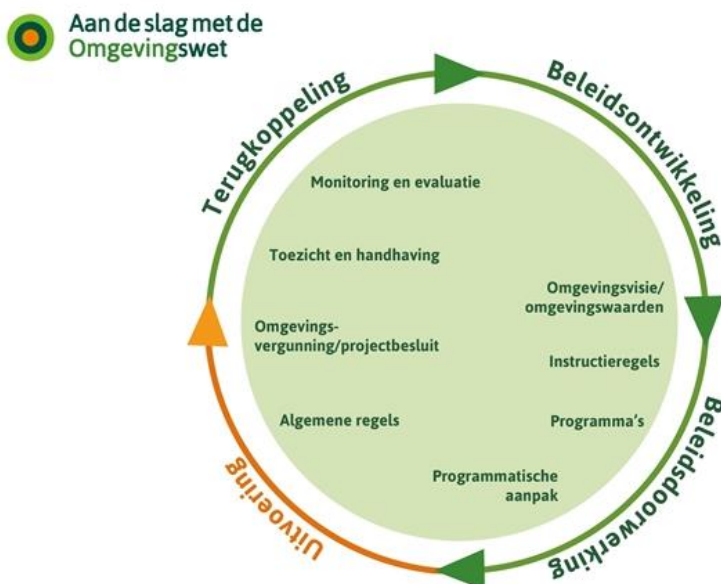 Aan de slag met de
Omgevingswet
Terugkoppeling
Beleidsontwikkeling
Monitoring en evaluatie
Toezicht en handhaving
Omgevingsvisie/
omgevingswaarden
Omgevings-
vergunning/projectbesluit
Instructieregels
Algemene regels
Programma's
Programmatische
aanpak
Uitvoering
Beleidsdoorwerking